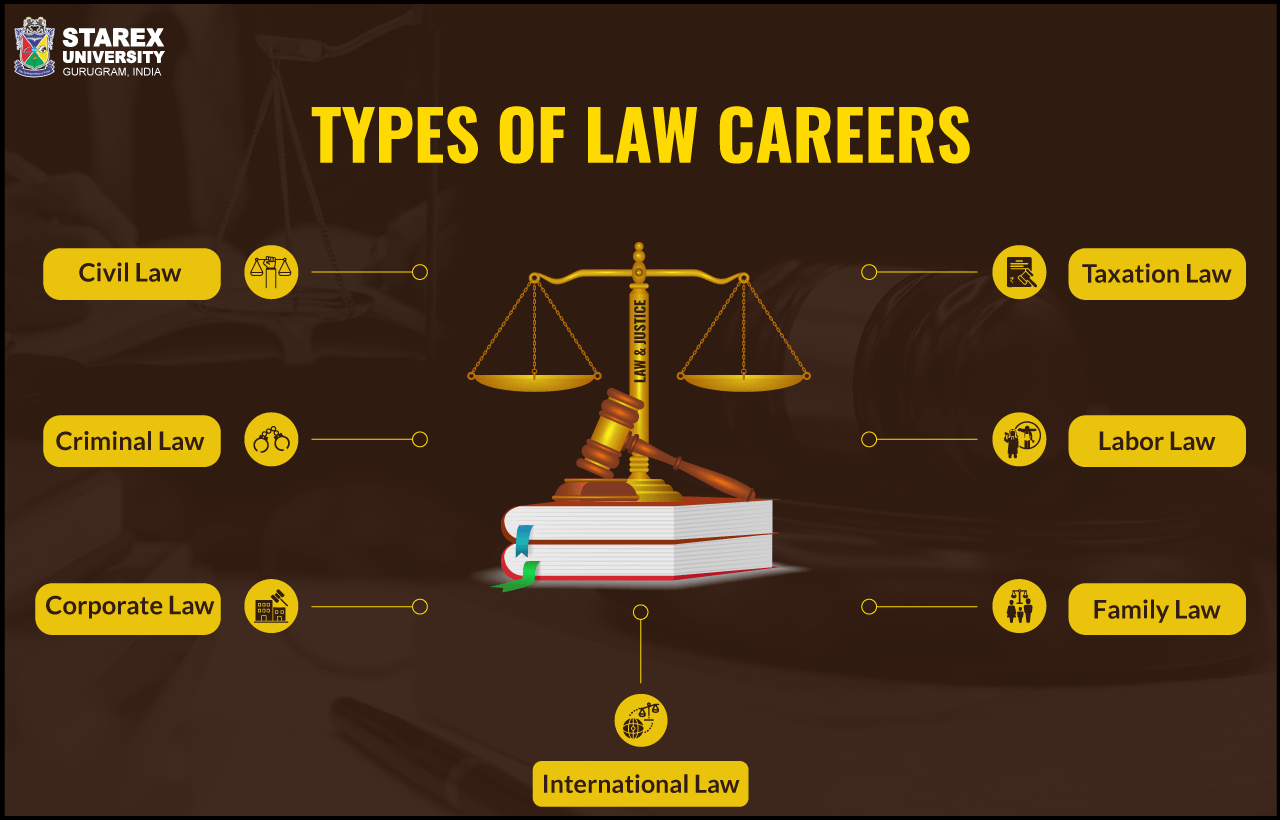 STAREX
UNIVERSITY
GURUGRAM, INDIA
TYPES OF LAW CAREERS
Civil Law
Taxation Law
LAW & JUSTICE
Criminal Law
Labor Law
Corporate Law
Family Law
International Law